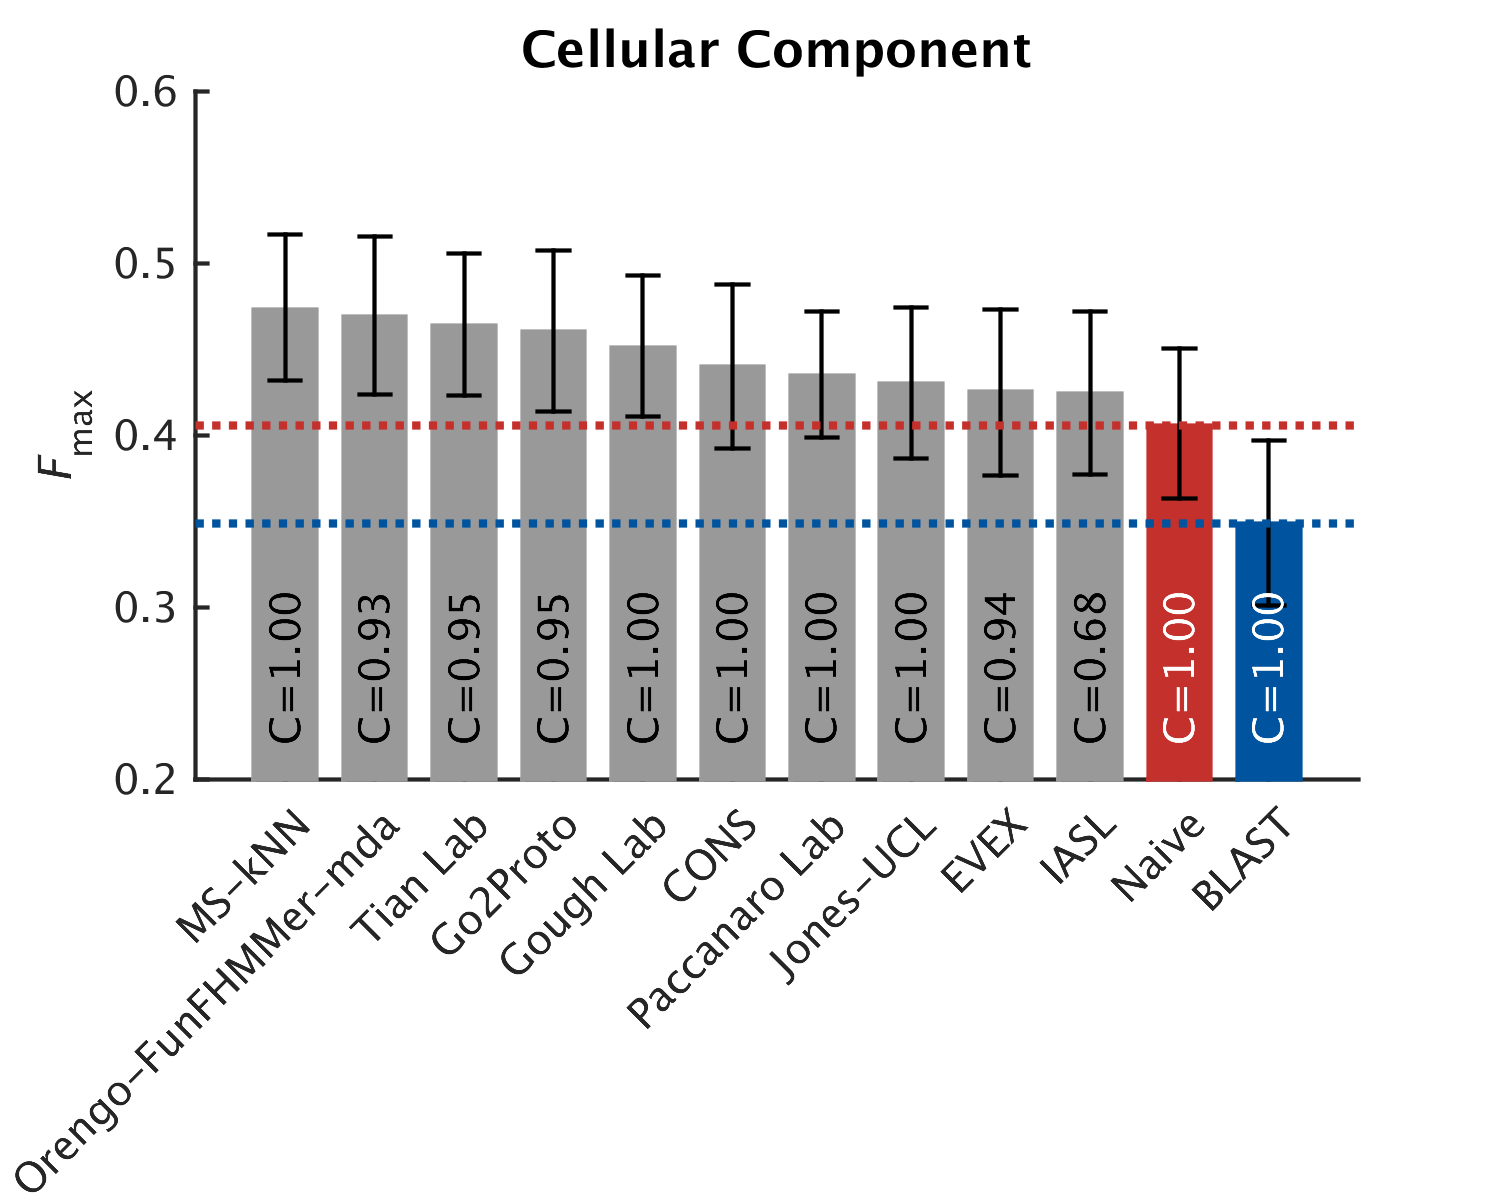 Cellular Component
0.6
0.5
0.4
0.3
0.2
Fmax
C=1.00
C=0.93
C=0.95
C=0.95
C=1.00
C=1.00
C=1.00
C=1.00
C=0.94
C=0.68
C=1.00
C=1.00
MS-kNN
Orengo-FunFHMMer-mda
Tian Lab
Go2Proto
Gough Lab
CONS
Paccanaro Lab
Jones-UCL
EVEX
IASL
Naive
BLAST